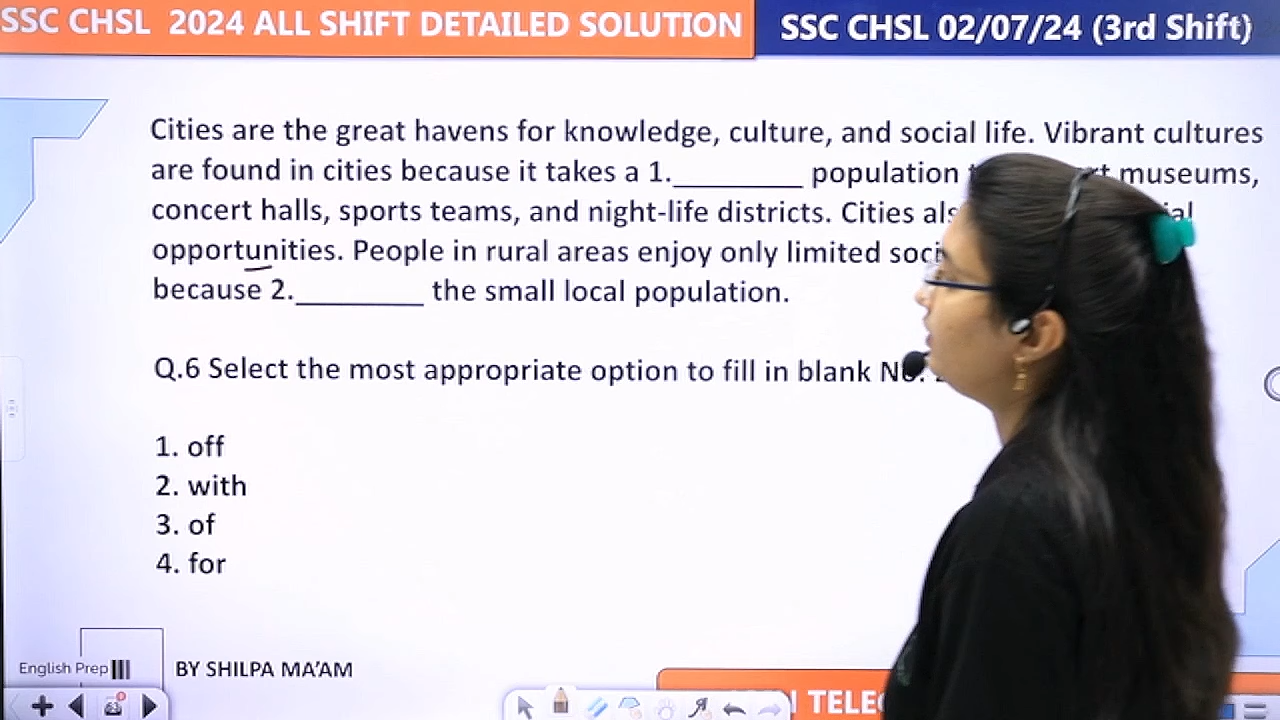 SSC CHSL 2024 ALL SHIFT DETAILED SOLUTION
SSC CHSL 02/07/24 (3rd Shift)
Cities are the great havens for knowledge, culture, and social life. Vibrant cultures
are found in cities because it takes a 1.________ population museums,
concert halls, sports teams, and night-life districts. Cities
opportunities. People in rural areas enjoy only limited
because 2.________ the small local population.
Q.6 Select the most appropriate option to fill in blank No.
1. off
2. with
3. of
4. for
English Prep
BY SHILPA MA'AM